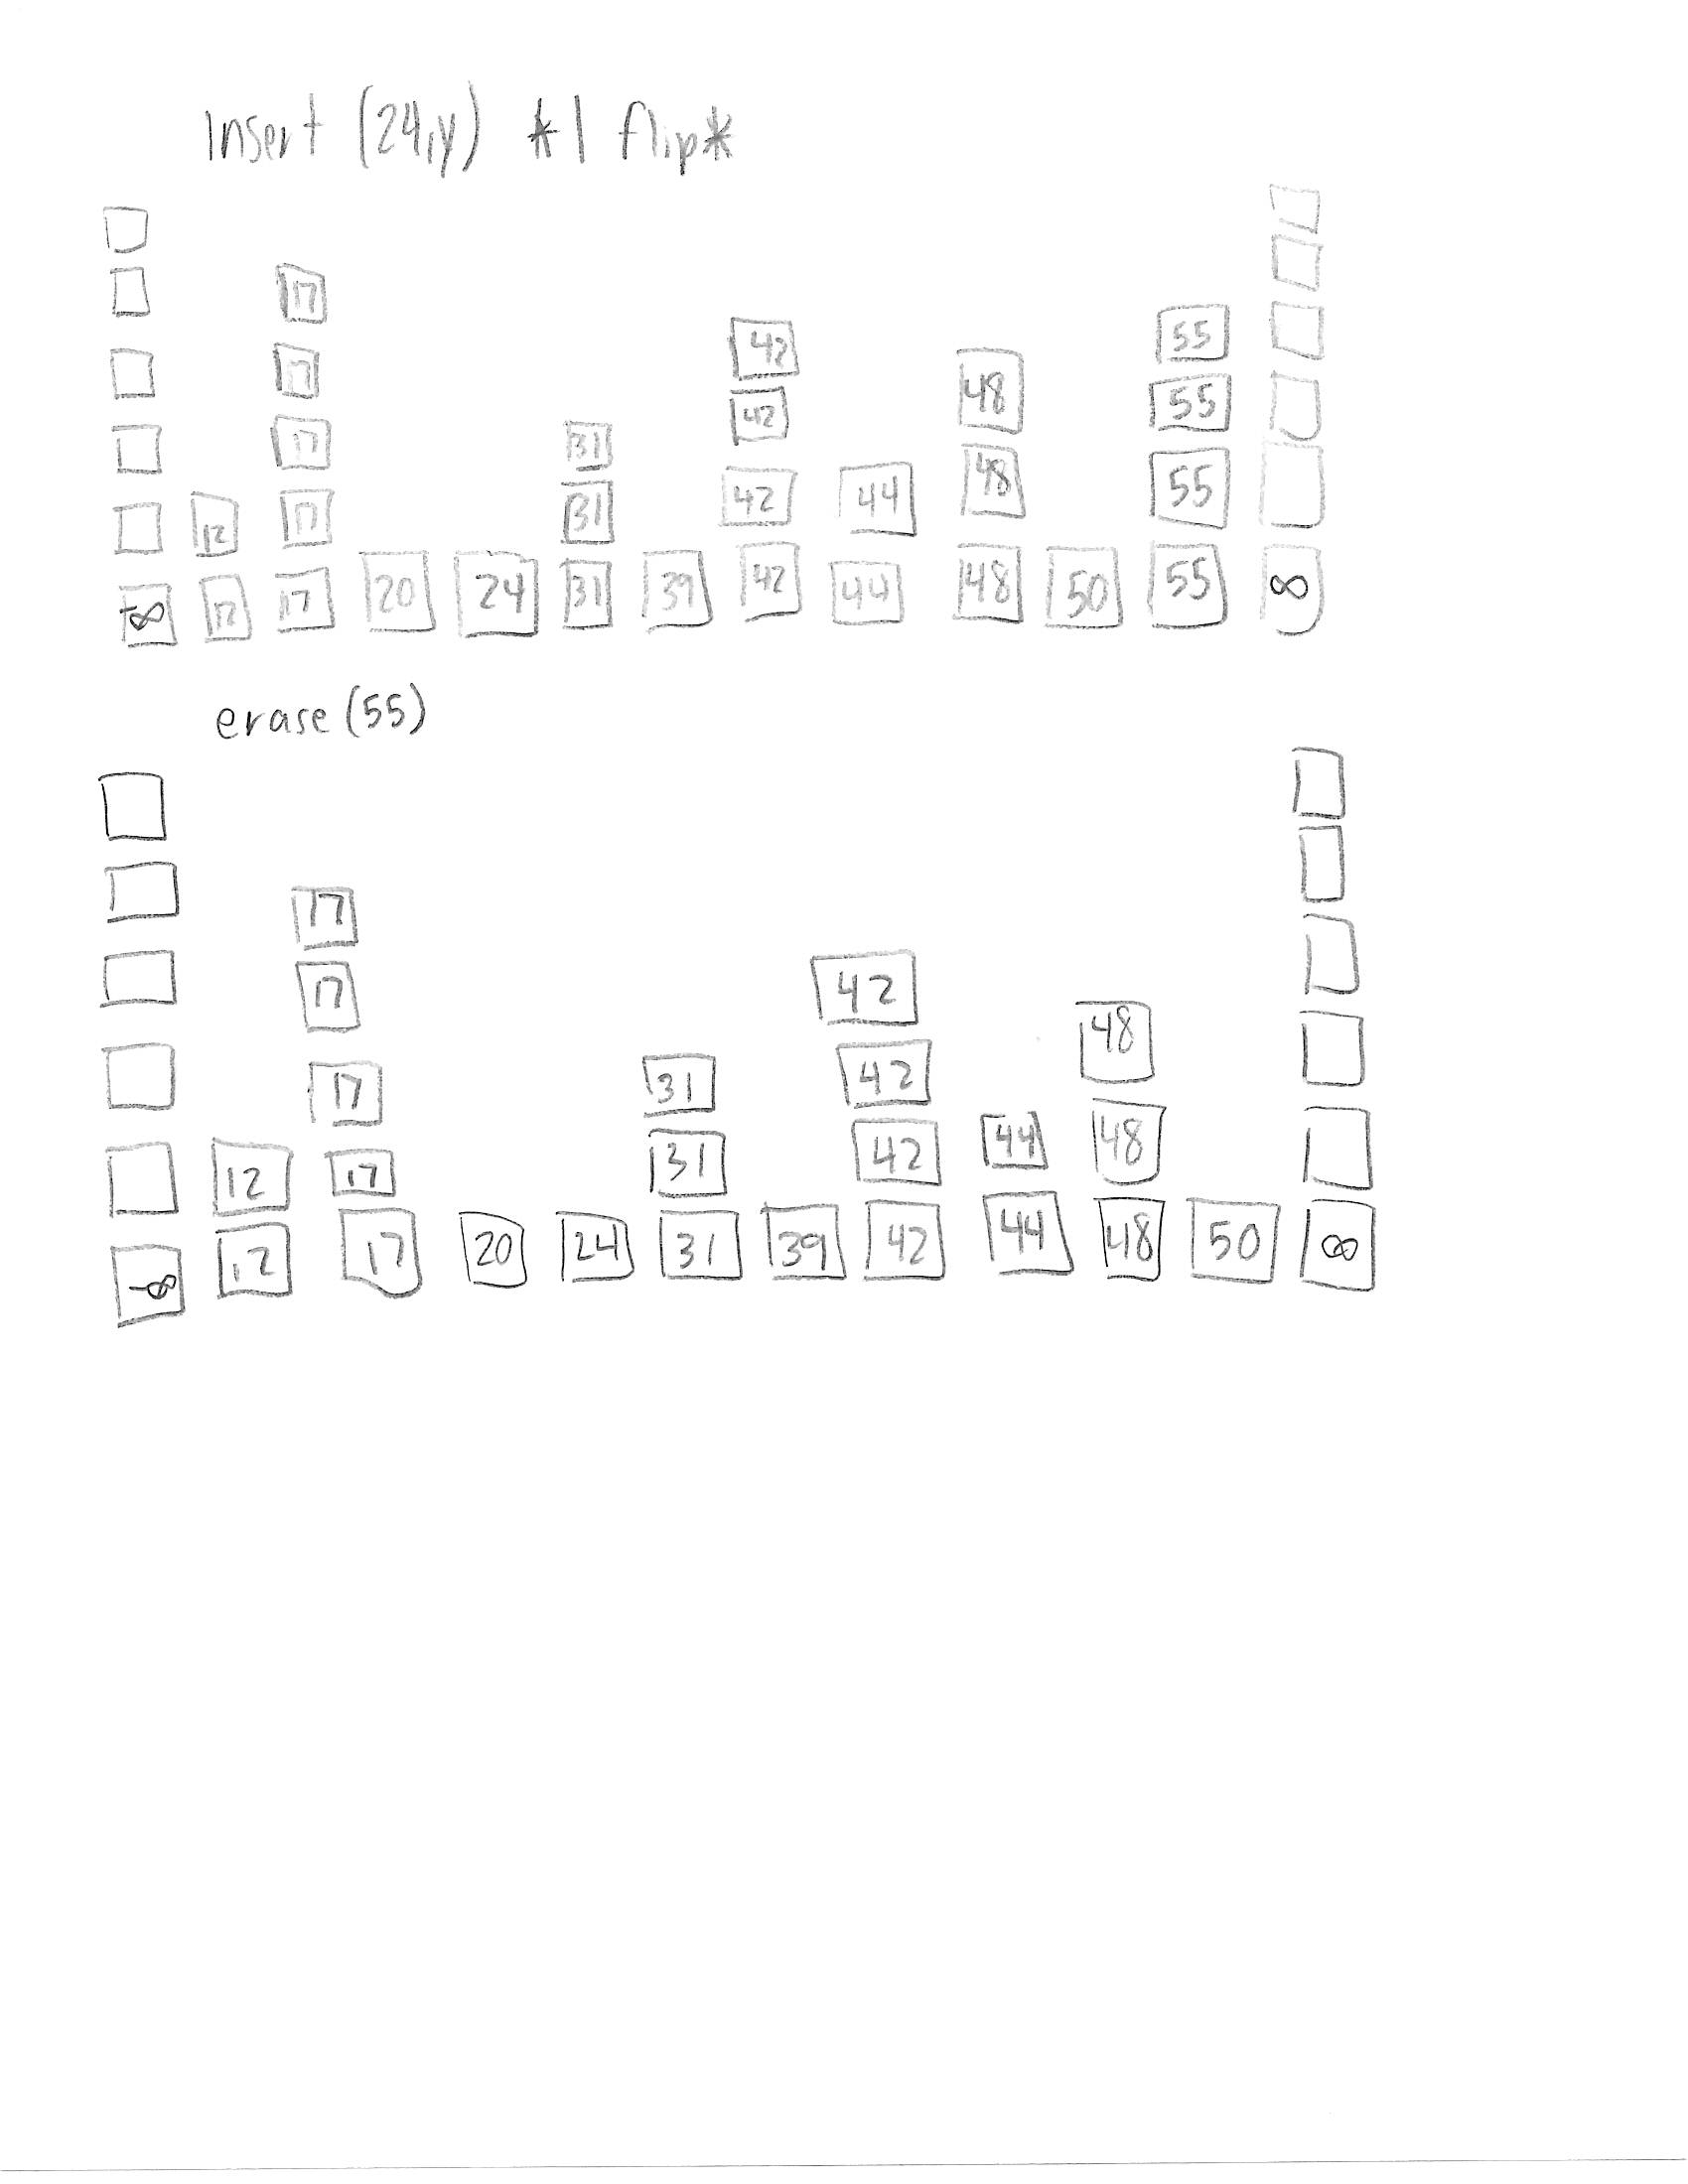 Insert (24,y) *1 flip*
17
42 55
17 42 48 55
17 31 42 44 48 55
12 17 31
-∞ 12 17 20 24 31 39 42 44 48 50 55 ∞
erase (55)
17
17 42
17 31 42 48
12 17 31 42 44 48
-∞ 12 17 20 24 31 39 42 44 48 50 ∞